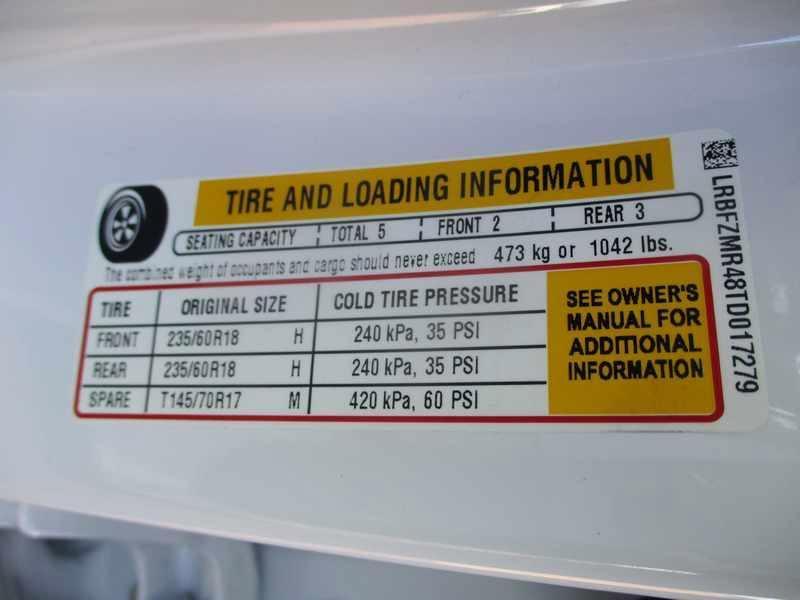 TIRE AND LOADING INFORMATION
SEATING CAPACITY TOTAL 5 FRONT 2 REAR 3
The combined weight of occupants and cargo should never exceed 473 kg or 1042 lbs.
TIRE ORIGINAL SIZE COLD TIRE PRESSURE
FRONT 235/60R18 H 240 kPa, 35 PSI
REAR 235/60R18 H 240 kPa, 35 PSI
SPARE T145/70R17 M 420 kPa, 60 PSI
SEE OWNER'S
MANUAL FOR
ADDITIONAL
INFORMATION
LRBFZMR48TD017279